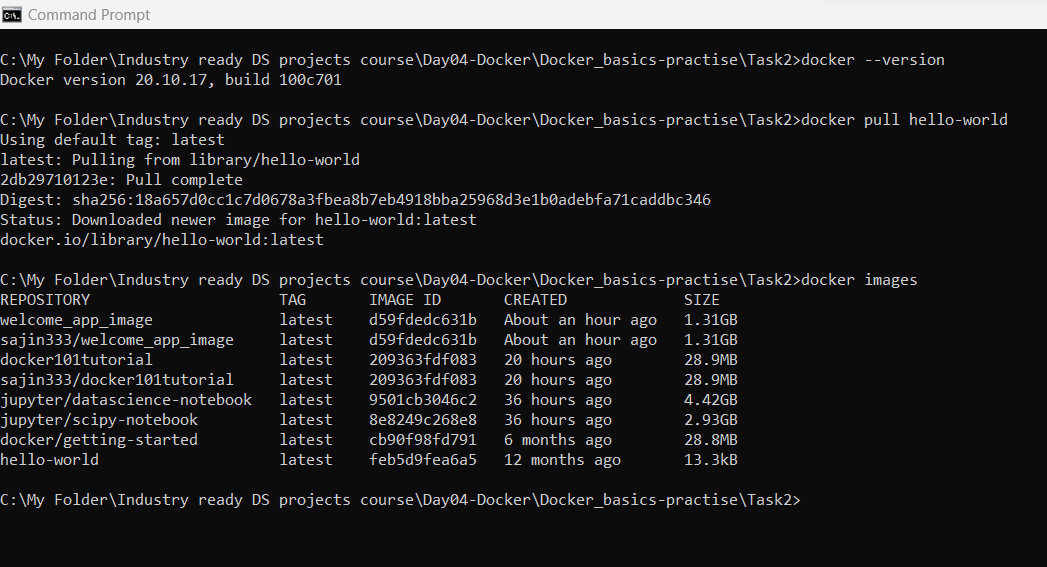 Command Prompt
C:\My Folder\Industry ready DS projects course\Day04-Docker\Docker_basics-practise\Task2>docker --version
Docker version 20.10.17, build 100c701
C:\My Folder\Industry ready DS projects course\Day04-Docker\Docker_basics-practise\Task2>docker pull hello-world
Using default tag: latest
latest: Pulling from library/hello-world
2db29710123e: Pull complete
Digest: sha256:18a657d0cc1c7d0678a3fbea8b7eb4918bba25968d3e1b0adebfa71caddbc346
Status: Downloaded newer image for hello-world:latest
docker.io/library/hello-world:latest
C:\My Folder\Industry ready DS projects course\Day04-Docker\Docker_basics-practise\Task2>docker images
REPOSITORY                     TAG       IMAGE ID       CREATED             SIZE
welcome_app_image              latest    d59fdedc631b   About an hour ago   1.31GB
sajin333/welcome_app_image     latest    d59fdedc631b   About an hour ago   1.31GB
docker101tutorial              latest    209363fdf083   20 hours ago        28.9MB
sajin333/docker101tutorial     latest    209363fdf083   20 hours ago        28.9MB
jupyter/datascience-notebook   latest    9501cb3046c2   36 hours ago        4.42GB
jupyter/scipy-notebook         latest    8e8249c268e8   36 hours ago        2.93GB
docker/getting-started         latest    cb90f98fd791   6 months ago        28.8MB
hello-world                    latest    feb5d9fea6a5   12 months ago       13.3kB
C:\My Folder\Industry ready DS projects course\Day04-Docker\Docker_basics-practise\Task2>